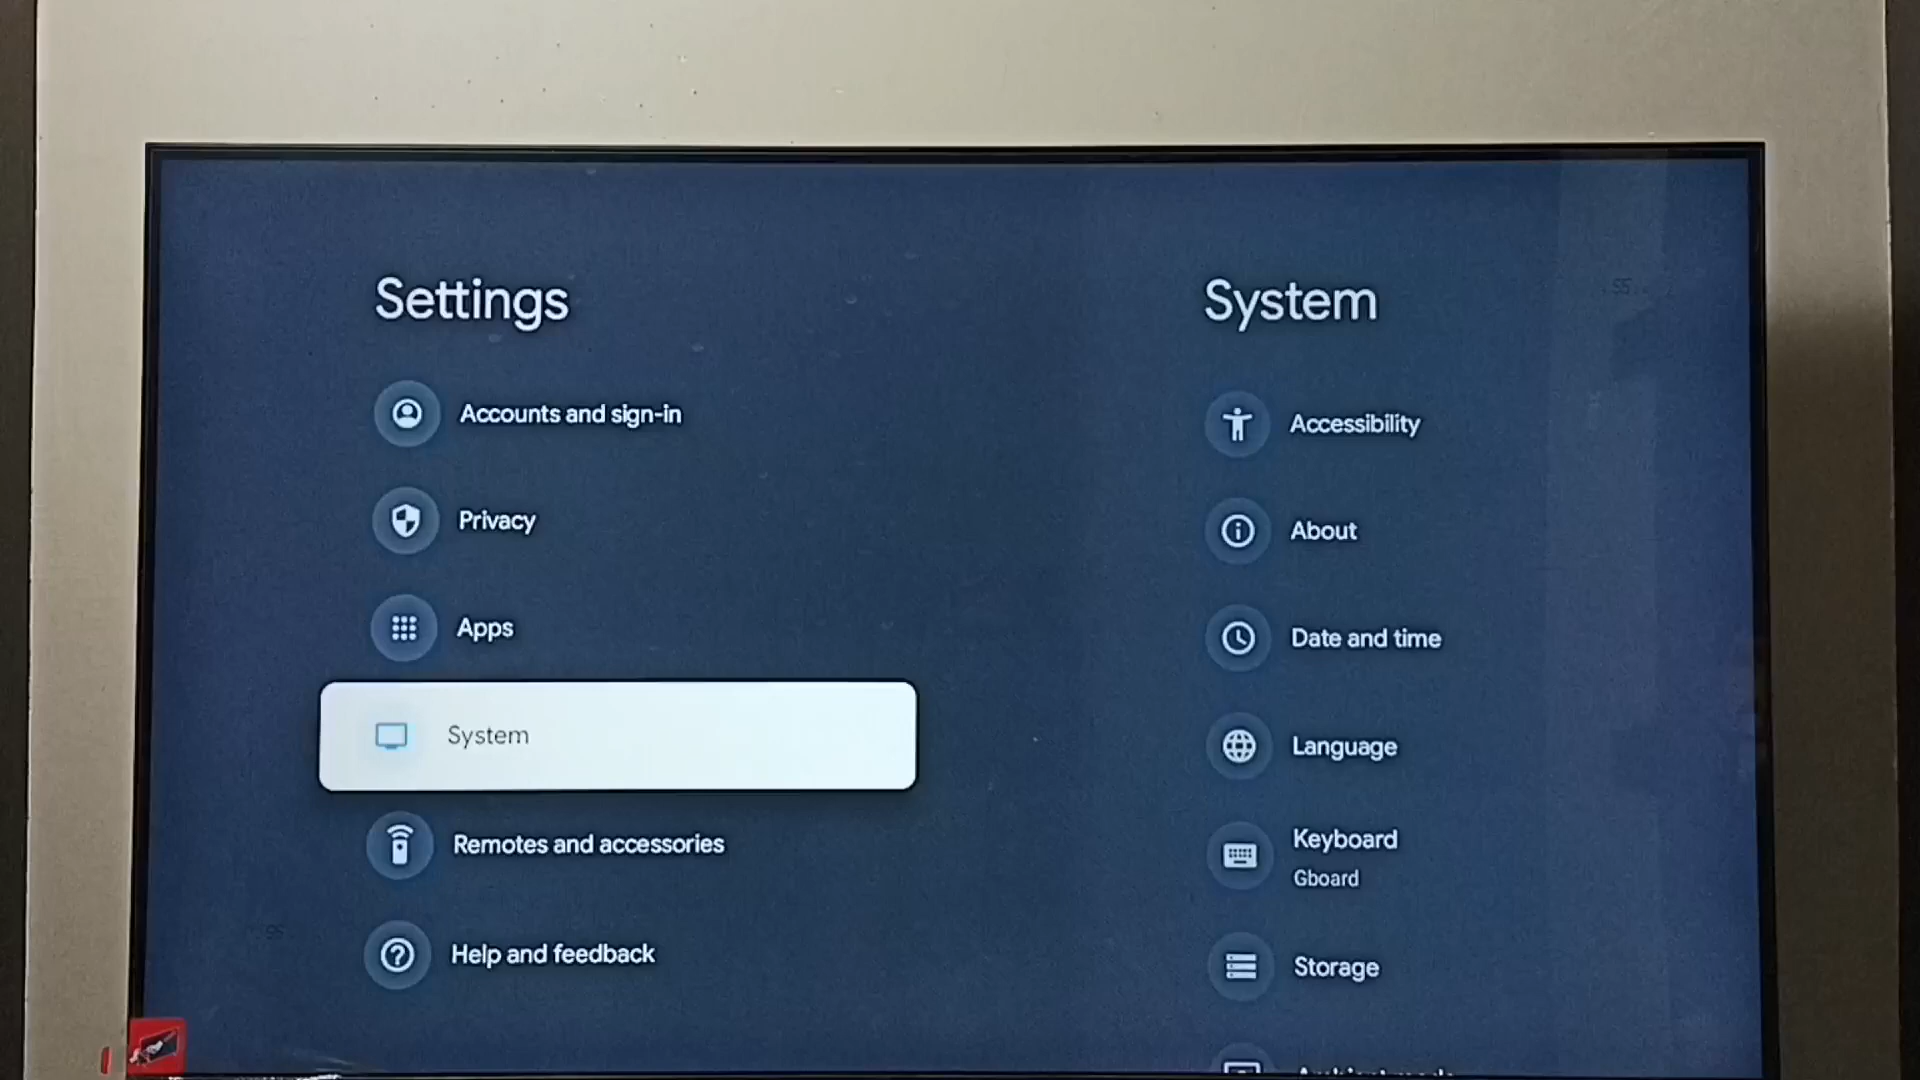 Settings
Accounts and sign-in
Privacy
Apps
System
Remotes and accessories
Help and feedback
System
Accessibility
About
Date and time
Language
Keyboard
Gboard
Storage